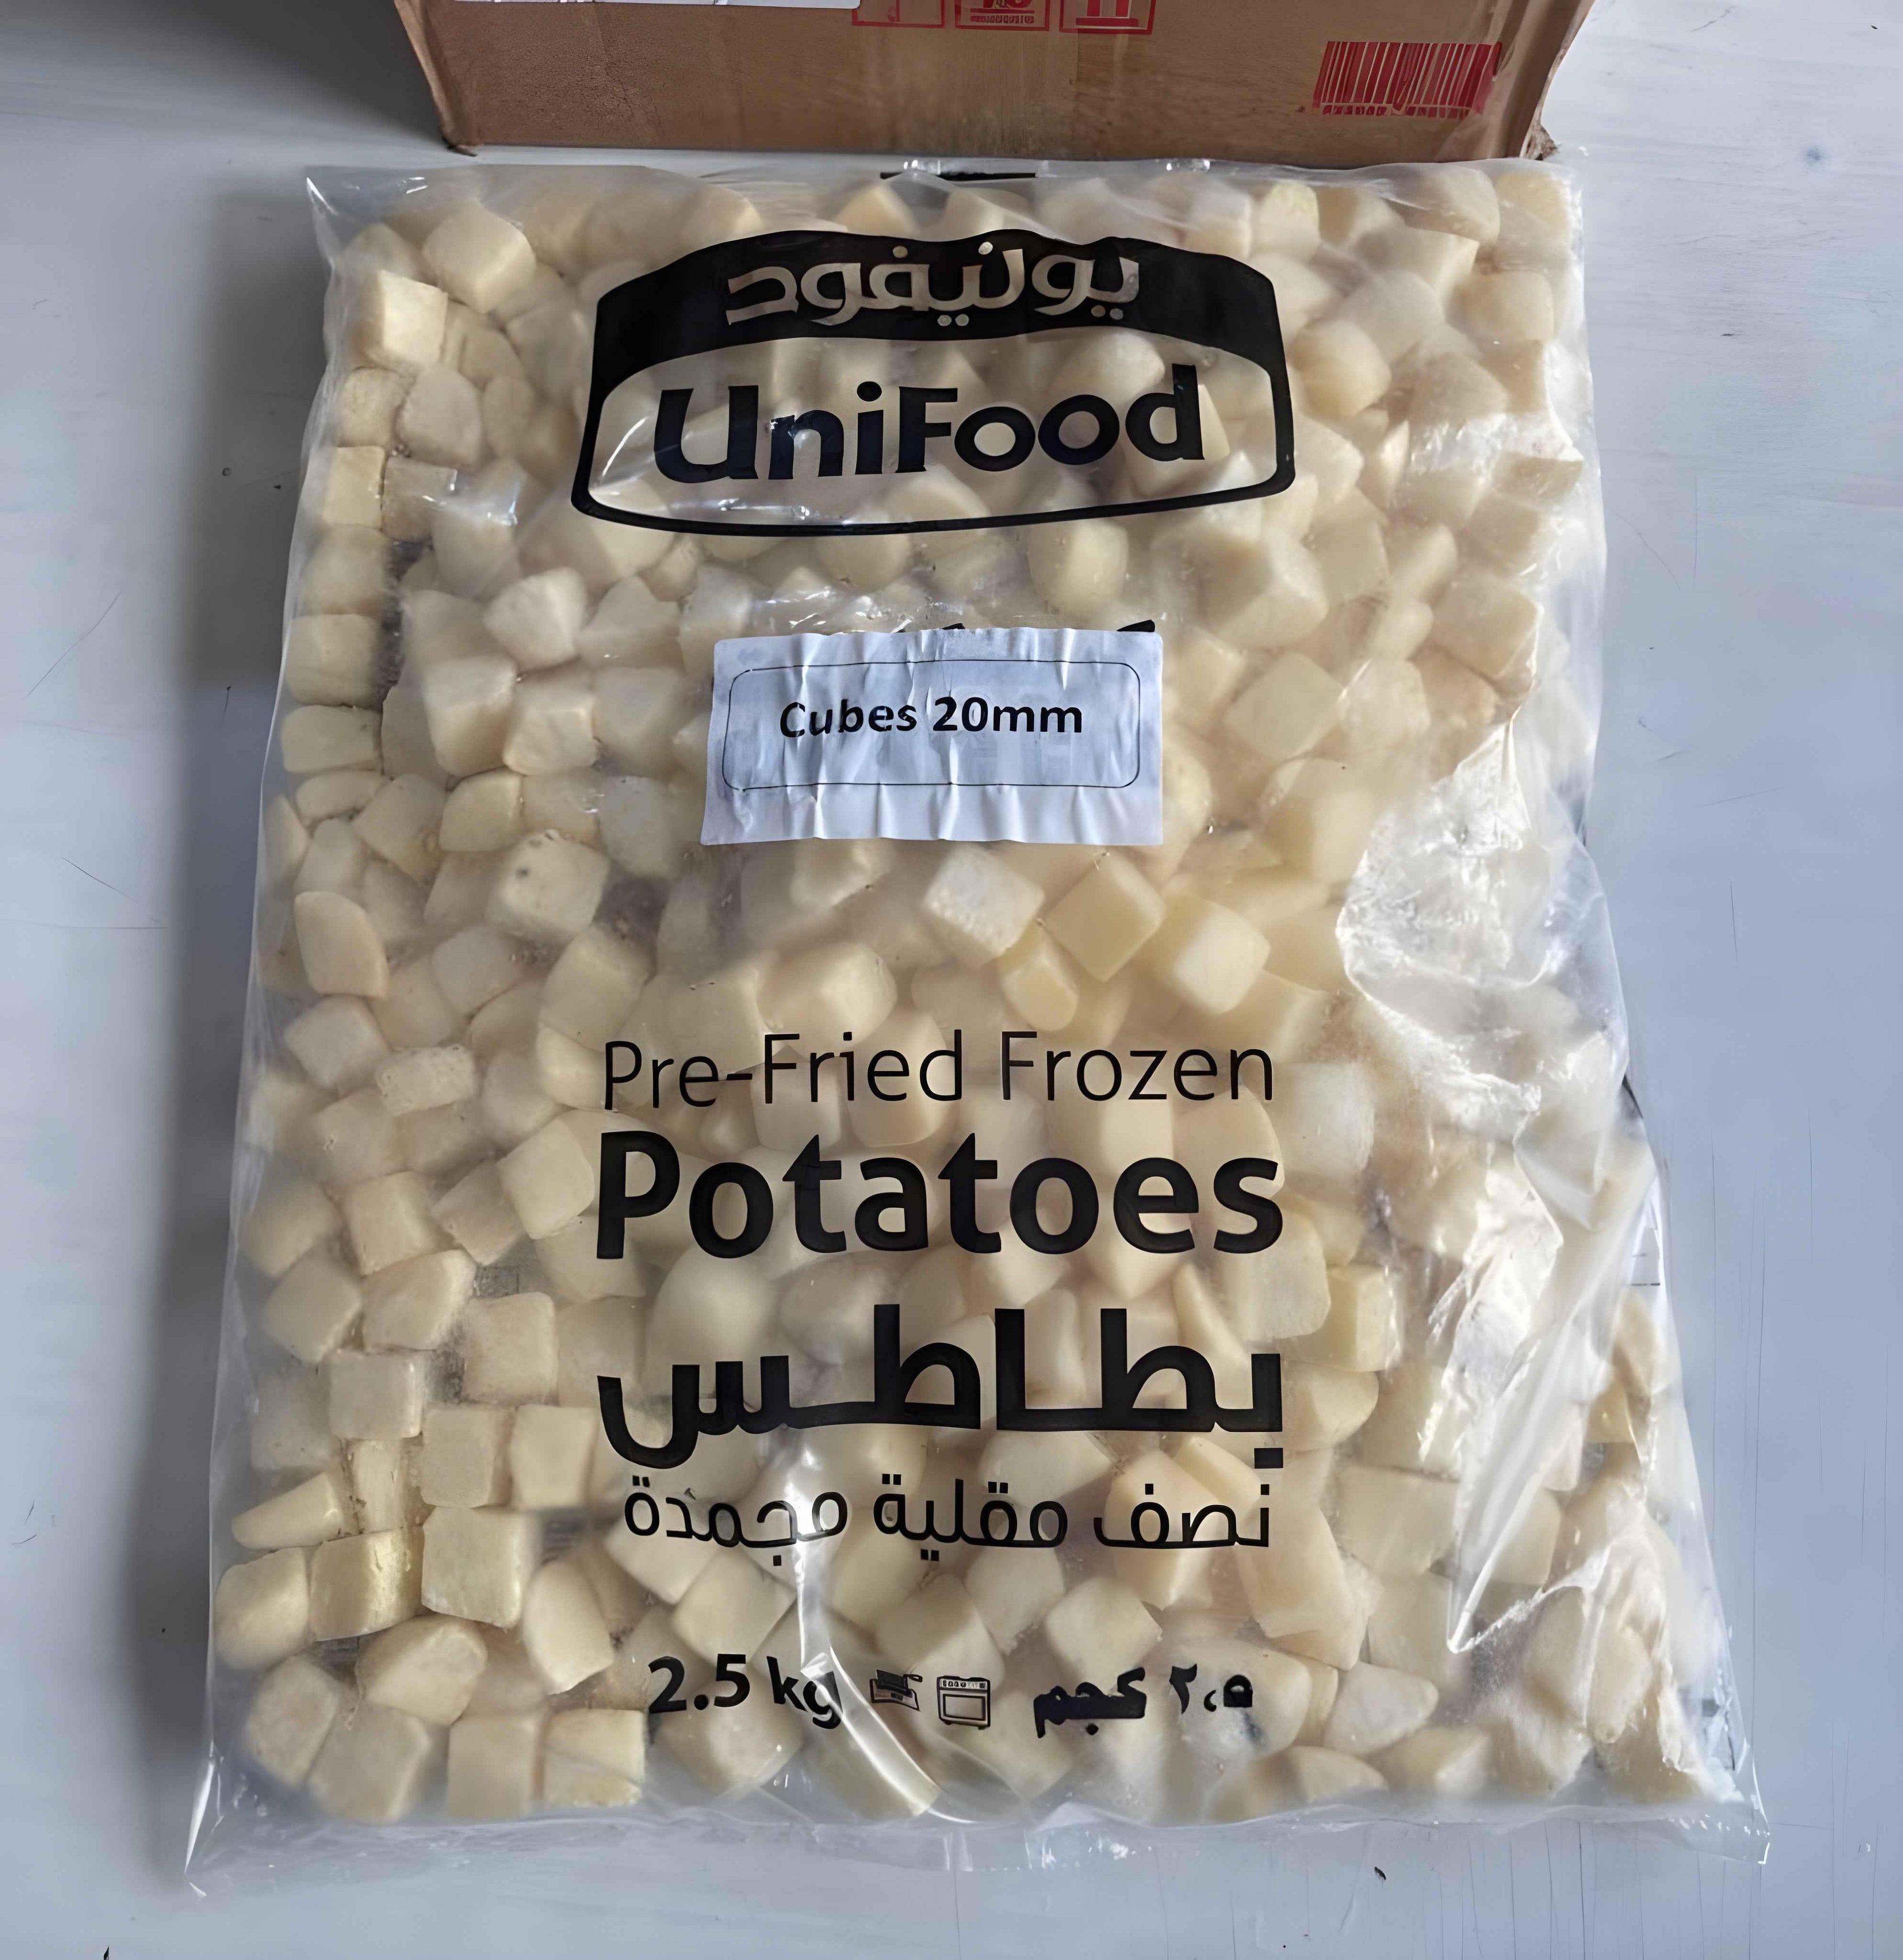 يونيفود
UniFood
Cubes 20mm
Pre-Fried Frozen
Potatoes
بطاطس
نصف مقلية مجمدة
2.5 kg ٢،٥ كجم